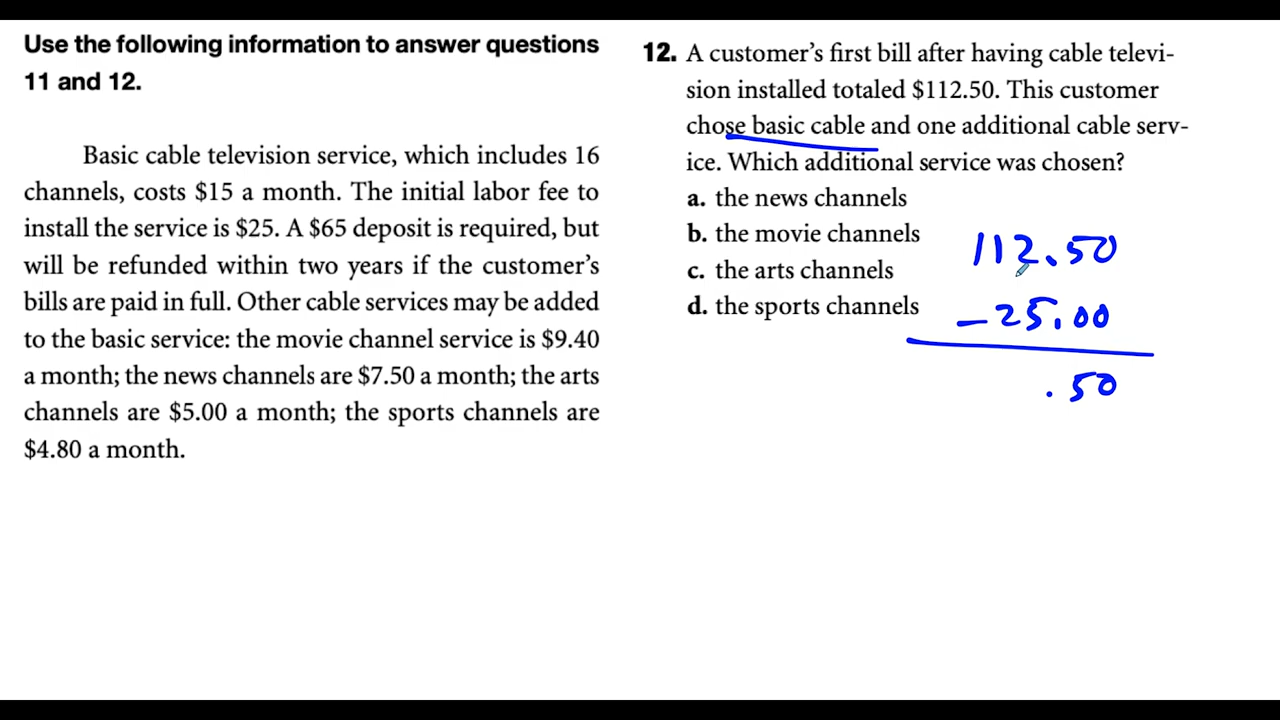 Use the following information to answer questions
11 and 12.
Basic cable television service, which includes 16
channels, costs $15 a month. The initial labor fee to
install the service is $25. A $65 deposit is required, but
will be refunded within two years if the customer’s
bills are paid in full. Other cable services may be added
to the basic service: the movie channel service is $9.40
a month; the news channels are $7.50 a month; the arts
channels are $5.00 a month; the sports channels are
$4.80 a month.
12. A customer’s first bill after having cable televi-
sion installed totaled $112.50. This customer
chose basic cable and one additional cable serv-
ice. Which additional service was chosen?
a. the news channels
b. the movie channels
c. the arts channels
d. the sports channels
112.50
-25.00
.50